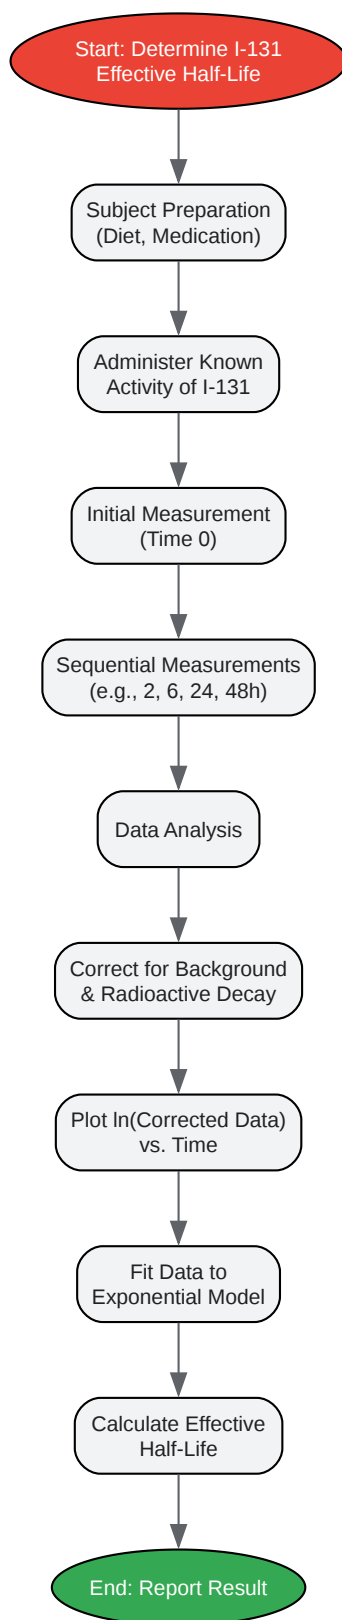 Start: Determine I-131
Effective Half-Life
Subject Preparation
(Diet, Medication)
Administer Known
Activity of I-131
Initial Measurement
(Time 0)
Sequential Measurements
(e.g., 2, 6, 24, 48h)
Data Analysis
Correct for Background
& Radioactive Decay
Plot ln(Corrected Data)
vs. Time
Fit Data to
Exponential Model
Calculate Effective
Half-Life
End: Report Result